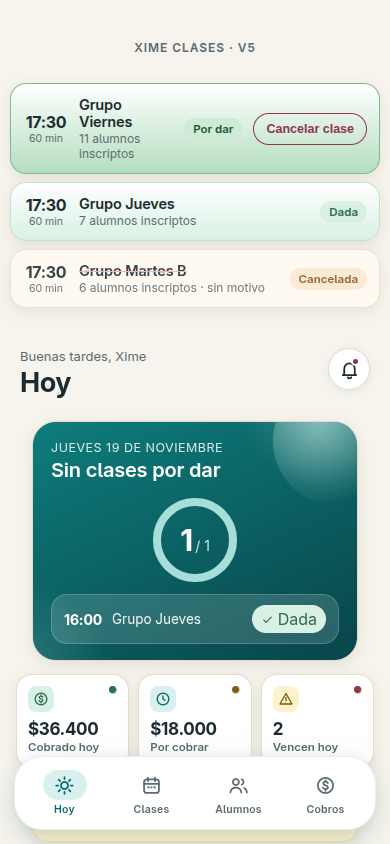 XIME CLASES · V5
17:30
60 min
Grupo
Viernes
11 alumnos
inscriptos
Por dar
Cancelar clase
17:30
60 min
Grupo Jueves
7 alumnos inscriptos
Dada
17:30
60 min
Grupo Martes B
6 alumnos inscriptos · sin motivo
Cancelada
Buenas tardes, Xime
Hoy
JUEVES 19 DE NOVIEMBRE
Sin clases por dar
1 / 1
16:00 Grupo Jueves
✓ Dada
$36.400
Cobrado hoy
$18.000
Por cobrar
2
Vencen hoy
Hoy
Clases
Alumnos
Cobros